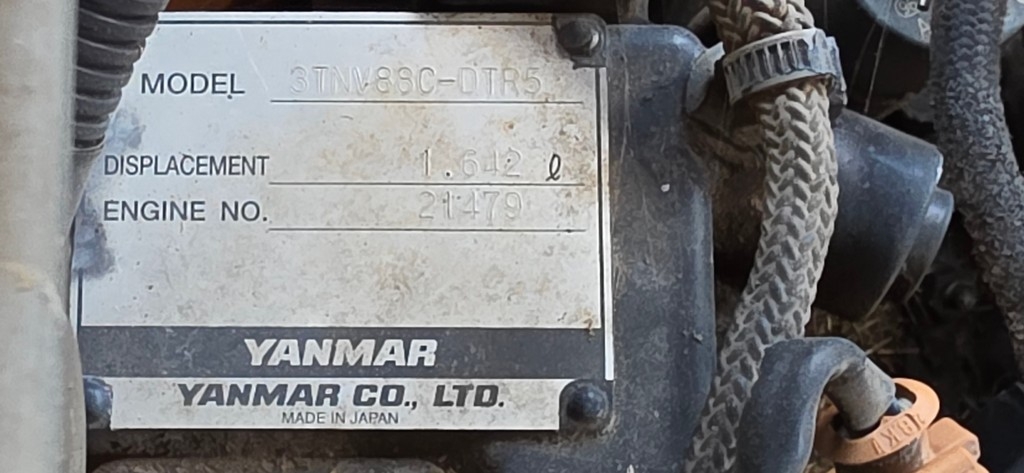 MODEL 3TNV88C-DTR5
DISPLACEMENT 1.642 ℓ
ENGINE NO. 21479
YANMAR
YANMAR CO., LTD.
MADE IN JAPAN